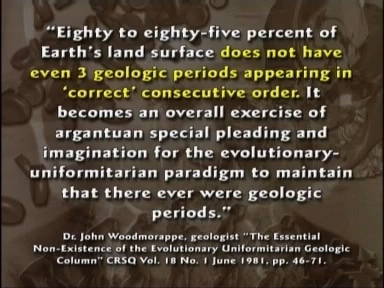 “Eighty to eighty-five percent of
Earth’s land surface does not have
even 3 geologic periods appearing in
‘correct’ consecutive order. It
becomes an overall exercise of
argantuan special pleading and
imagination for the evolutionary-
uniformitarian paradigm to maintain
that there ever were geologic
periods.”
Dr. John Woodmorappe, geologist “The Essential
Non-Existence of the Evolutionary Uniformitarian Geologic
Column” CRSQ Vol. 18 No. 1 June 1981, pp. 46-71.